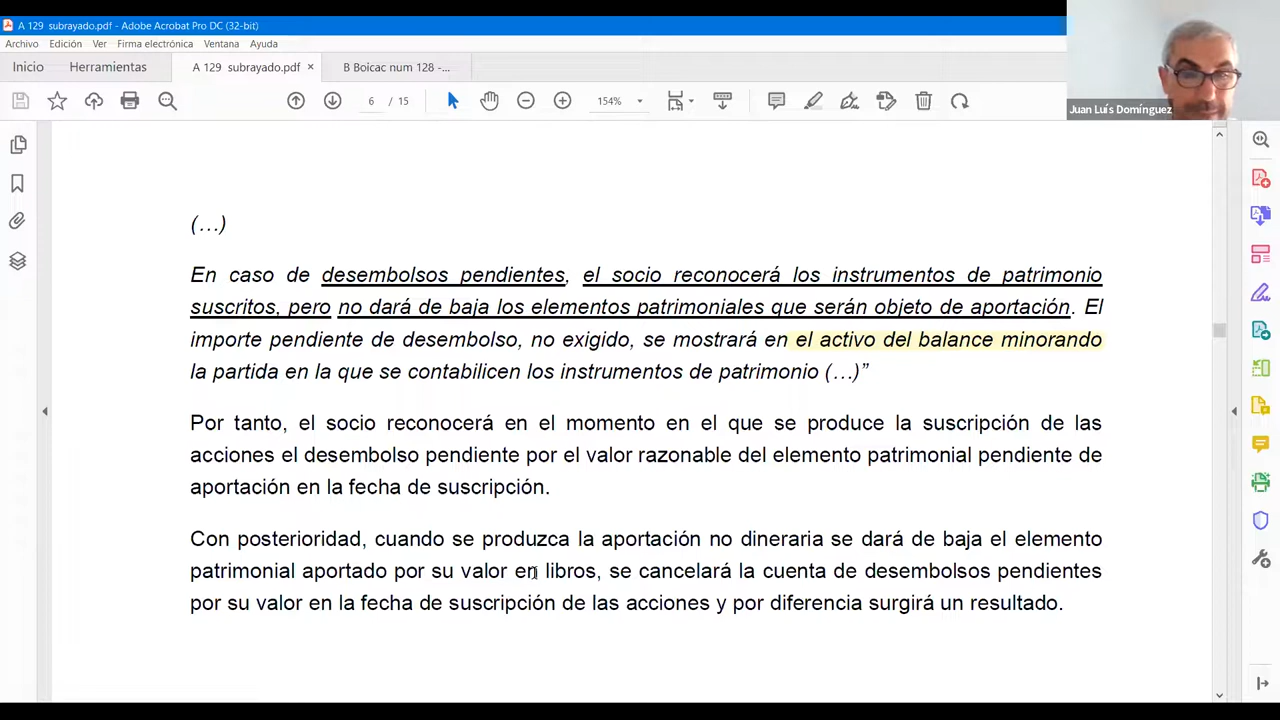 A 129 subrayado.pdf - Adobe Acrobat Pro DC (32-bit)
Archivo Edición Ver Firma electrónica Ventana Ayuda
Inicio Herramientas A 129 subrayado.pdf × B Boicac num 128 -...
6 / 15 154%
Juan Luís Domínguez
(…)
En caso de desembolsos pendientes, el socio reconocerá los instrumentos de patrimonio
suscritos, pero no dará de baja los elementos patrimoniales que serán objeto de aportación. El
importe pendiente de desembolso, no exigido, se mostrará en el activo del balance minorando
la partida en la que se contabilicen los instrumentos de patrimonio (…)”
Por tanto, el socio reconocerá en el momento en el que se produce la suscripción de las
acciones el desembolso pendiente por el valor razonable del elemento patrimonial pendiente de
aportación en la fecha de suscripción.
Con posterioridad, cuando se produzca la aportación no dineraria se dará de baja el elemento
patrimonial aportado por su valor en libros, se cancelará la cuenta de desembolsos pendientes
por su valor en la fecha de suscripción de las acciones y por diferencia surgirá un resultado.